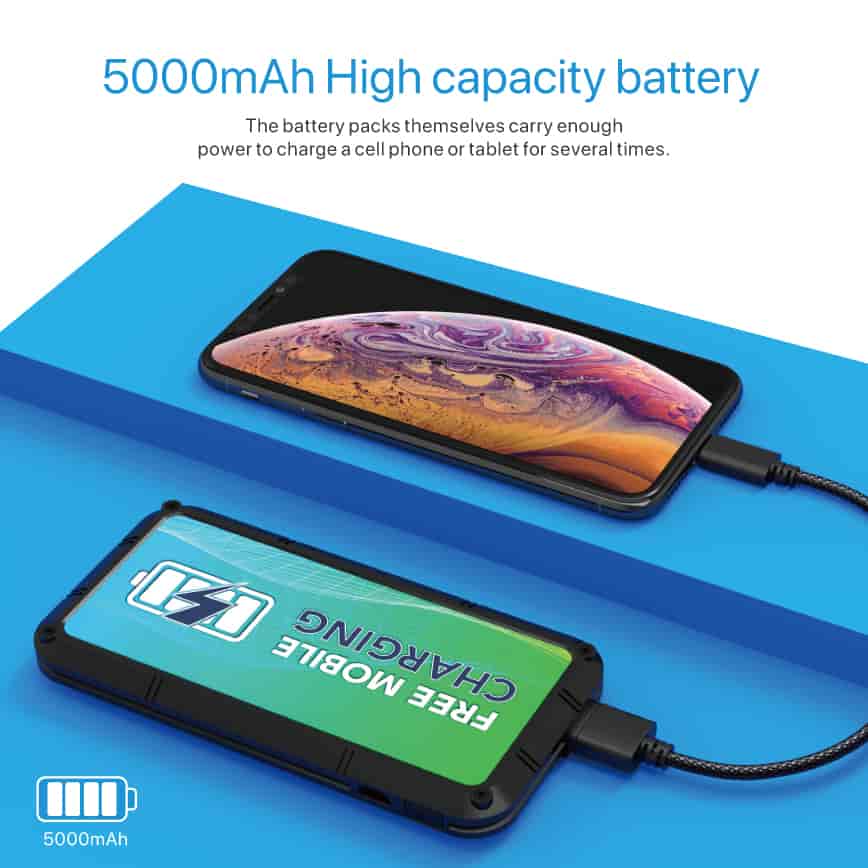 5000mAh High capacity battery
The battery packs themselves carry enough
power to charge a cell phone or tablet for several times.
FREE MOBILE
CHARGING
5000mAh